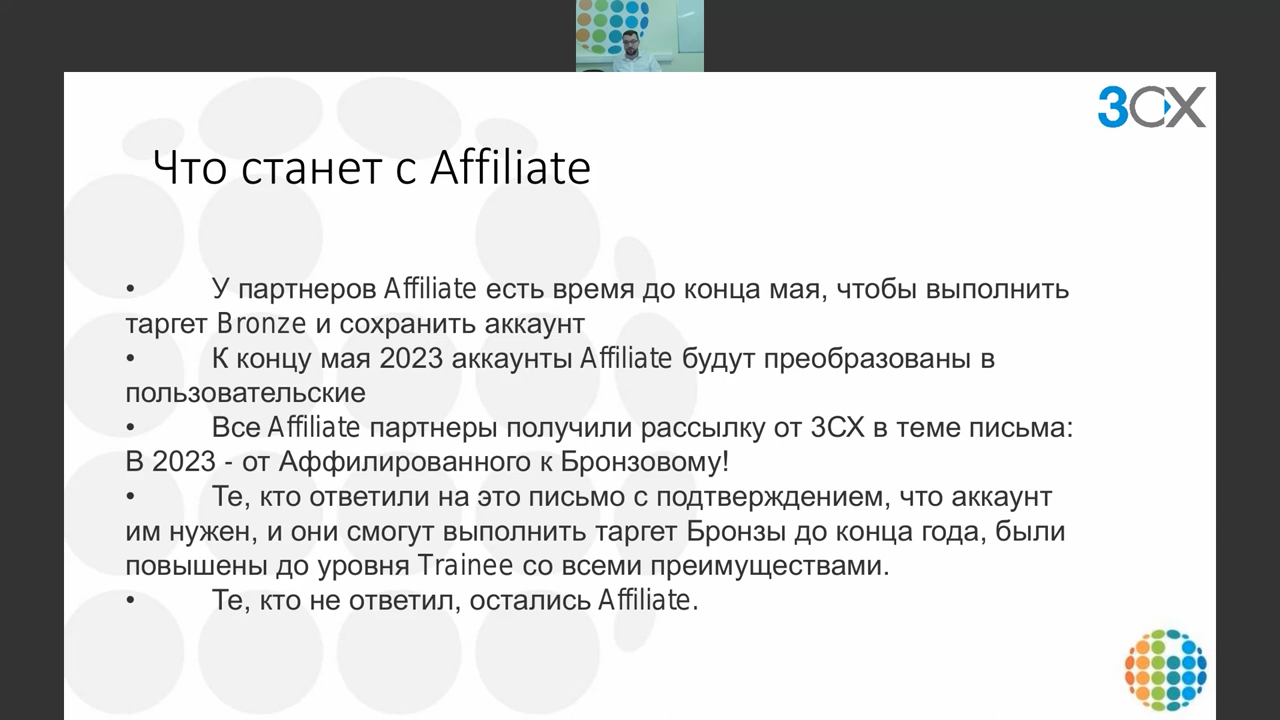 3CX
Что станет с Affiliate
• У партнеров Affiliate есть время до конца мая, чтобы выполнить
таргет Bronze и сохранить аккаунт
• К концу мая 2023 аккаунты Affiliate будут преобразованы в
пользовательские
• Все Affiliate партнеры получили рассылку от 3CX в теме письма:
В 2023 - от Аффилированного к Бронзовому!
• Те, кто ответили на это письмо с подтверждением, что аккаунт
им нужен, и они смогут выполнить таргет Бронзы до конца года, были
повышены до уровня Trainee со всеми преимуществами.
• Те, кто не ответил, остались Affiliate.